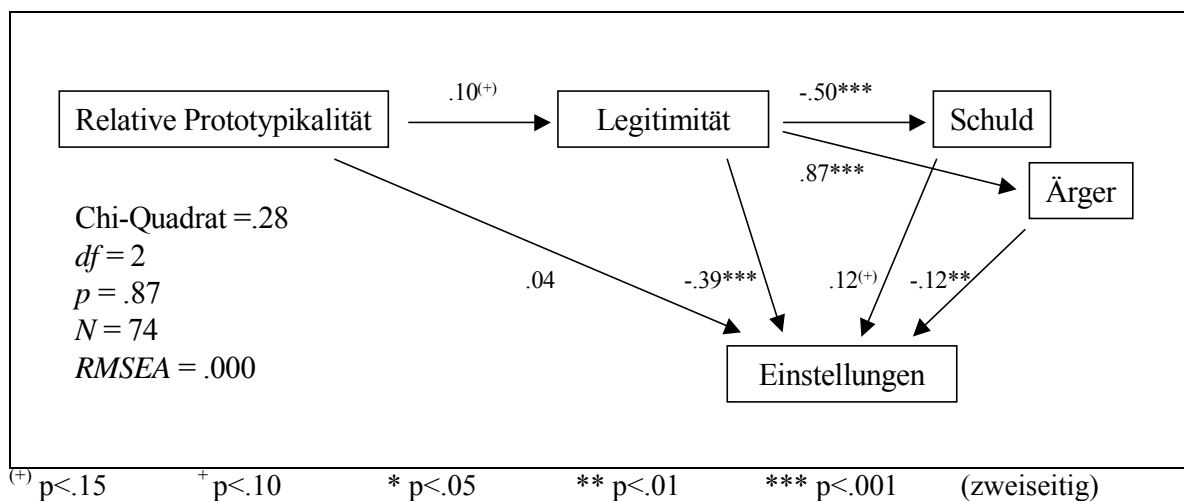 .10(+)
-.50***
Relative Prototypikalität
Legitimität
Schuld
.87***
Ärger
Chi-Quadrat =.28
df = 2
p = .87
N = 74
RMSEA = .000
.04
-.39***
.12(+)
-.12**
Einstellungen
(+) p<.15 + p<.10 * p<.05 ** p<.01 *** p<.001 (zweiseitig)